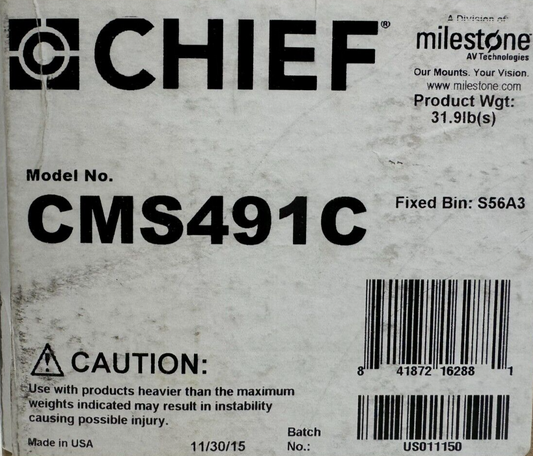 CHIEF®
A Division of:
milestone
AV Technologies
Our Mounts. Your Vision.
www milestone.com
Product Wgt:
31.9lb(s)
Model No.
CMS491C
Fixed Bin: S56A3
8 41872 16288 1
CAUTION:
Use with products heavier than the maximum
weights indicated may result in instability
causing possible injury.
Made in USA
11/30/15
Batch
No.:
US011150